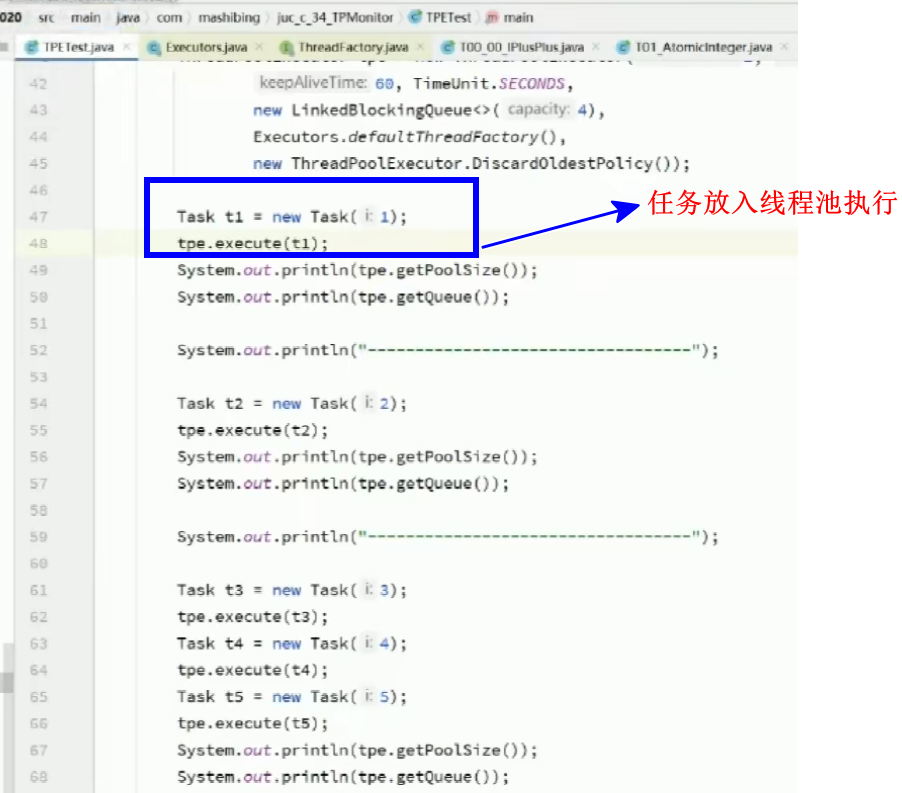 020 src main java com mashibing juc_c_34_TPMonitor TPETest main
TPETest.java Executors.java ThreadFactory.java T00_00_IPlusPlus.java T01_AtomicInteger.java
42 keepAliveTime: 60, TimeUnit.SECONDS,
43 new LinkedBlockingQueue<>( capacity: 4),
44 Executors.defaultThreadFactory(),
45 new ThreadPoolExecutor.DiscardOldestPolicy());
46
47 Task t1 = new Task( i: 1);
任务放入线程池执行
48 tpe.execute(t1);
49 System.out.println(tpe.getPoolSize());
50 System.out.println(tpe.getQueue());
51
52 System.out.println("----------------------------------");
53
54 Task t2 = new Task( i: 2);
55 tpe.execute(t2);
56 System.out.println(tpe.getPoolSize());
57 System.out.println(tpe.getQueue());
58
59 System.out.println("----------------------------------");
60
61 Task t3 = new Task( i: 3);
62 tpe.execute(t3);
63 Task t4 = new Task( i: 4);
64 tpe.execute(t4);
65 Task t5 = new Task( i: 5);
66 tpe.execute(t5);
67 System.out.println(tpe.getPoolSize());
68 System.out.println(tpe.getQueue());